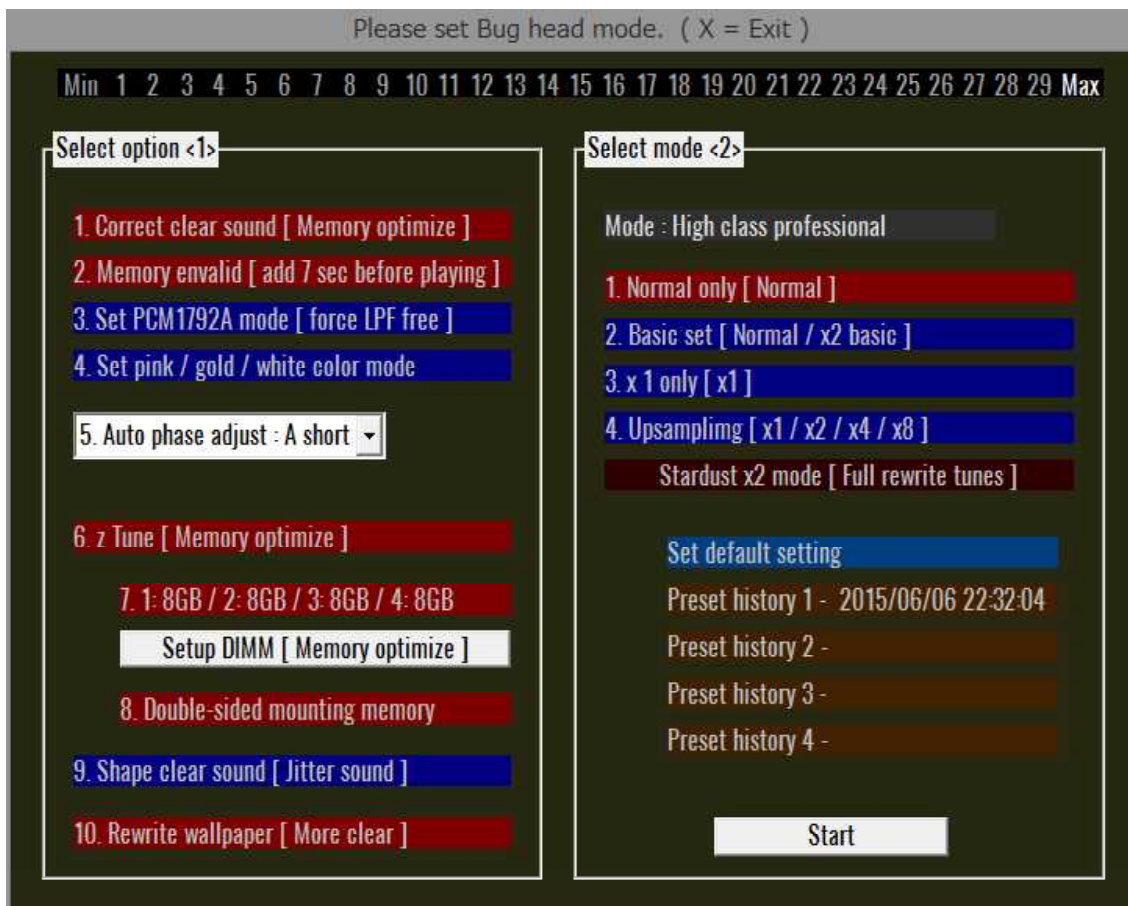 Please set Bug head mode. ( X = Exit )
Min 1 2 3 4 5 6 7 8 9 10 11 12 13 14 15 16 17 18 19 20 21 22 23 24 25 26 27 28 29 Max
Select option <1>
1. Correct clear sound [ Memory optimize ]
2. Memory envalid [ add 7 sec before playing ]
3. Set PCM1792A mode [ force LPF free ]
4. Set pink / gold / white color mode
5. Auto phase adjust : A short
6. z Tune [ Memory optimize ]
7. 1: 8GB / 2: 8GB / 3: 8GB / 4: 8GB
Setup DIMM [ Memory optimize ]
8. Double-sided mounting memory
9. Shape clear sound [ Jitter sound ]
10. Rewrite wallpaper [ More clear ]
Select mode <2>
Mode : High class professional
1. Normal only [ Normal ]
2. Basic set [ Normal / x2 basic ]
3. x 1 only [ x1 ]
4. Upsamplimg [ x1 / x2 / x4 / x8 ]
Stardust x2 mode [ Full rewrite tunes ]
Set default setting
Preset history 1 - 2015/06/06 22:32:04
Preset history 2 -
Preset history 3 -
Preset history 4 -
Start